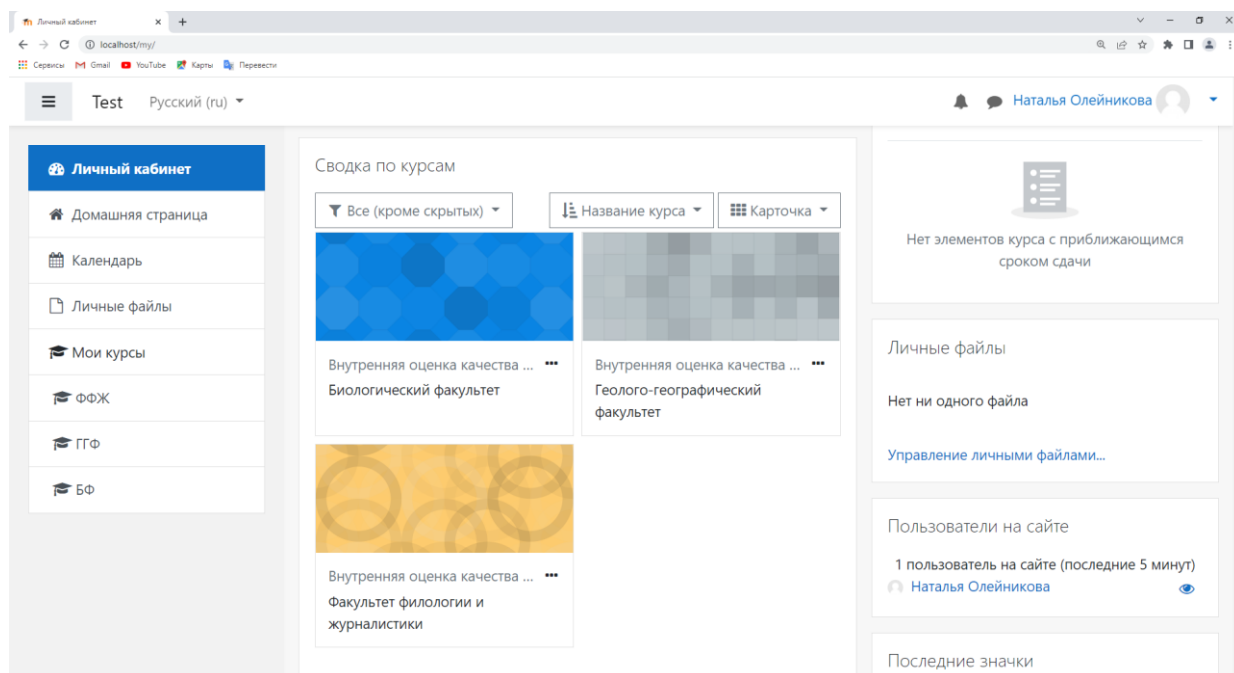 Личный кабинет
localhost/my/
Сервисы Gmail YouTube Карты Перевести
Test Русский (ru) Наталья Олейникова
Личный кабинет
Домашняя страница
Календарь
Личные файлы
Мои курсы
ФФЖ
ГГФ
БФ
Сводка по курсам
Все (кроме скрытых) Название курса Карточка
Внутренняя оценка качества ...
Биологический факультет
Внутренняя оценка качества ...
Геолого-географический
факультет
Внутренняя оценка качества ...
Факультет филологии и
журналистики
Нет элементов курса с приближающимся
сроком сдачи
Личные файлы
Нет ни одного файла
Управление личными файлами...
Пользователи на сайте
1 пользователь на сайте (последние 5 минут)
Наталья Олейникова
Последние значки